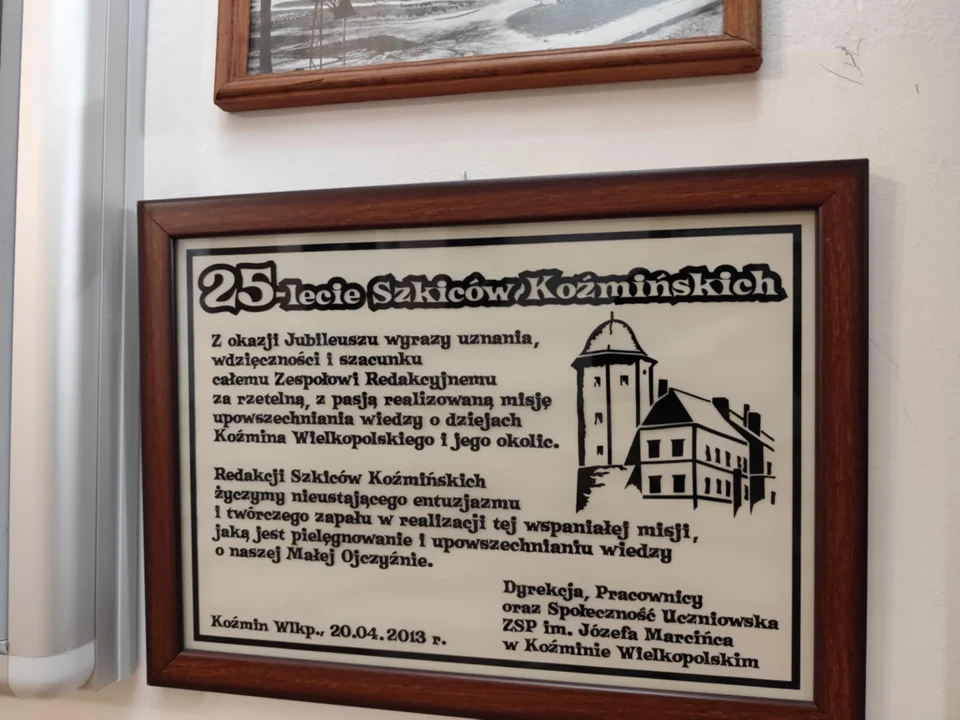 25-lecie Szkiców Koźmińskich
Z okazji Jubileuszu wyrazy uznania,
wdzięczności i szacunku
całemu Zespołowi Redakcyjnemu
za rzetelną, z pasją realizowaną misję
upowszechniania wiedzy o dziejach
Koźmina Wielkopolskiego i jego okolic.
Redakcji Szkiców Koźmińskich
życzymy nieustającego entuzjazmu
i twórczego zapału w realizacji tej wspaniałej misji,
jaką jest pielęgnowanie i upowszechnianiu wiedzy
o naszej Małej Ojczyźnie.
Dyrekcja, Pracownicy
oraz Społeczność Uczniowska
ZSP im. Józefa Marcińca
w Koźminie Wielkopolskim
Koźmin Wlkp., 20.04.2013 r.